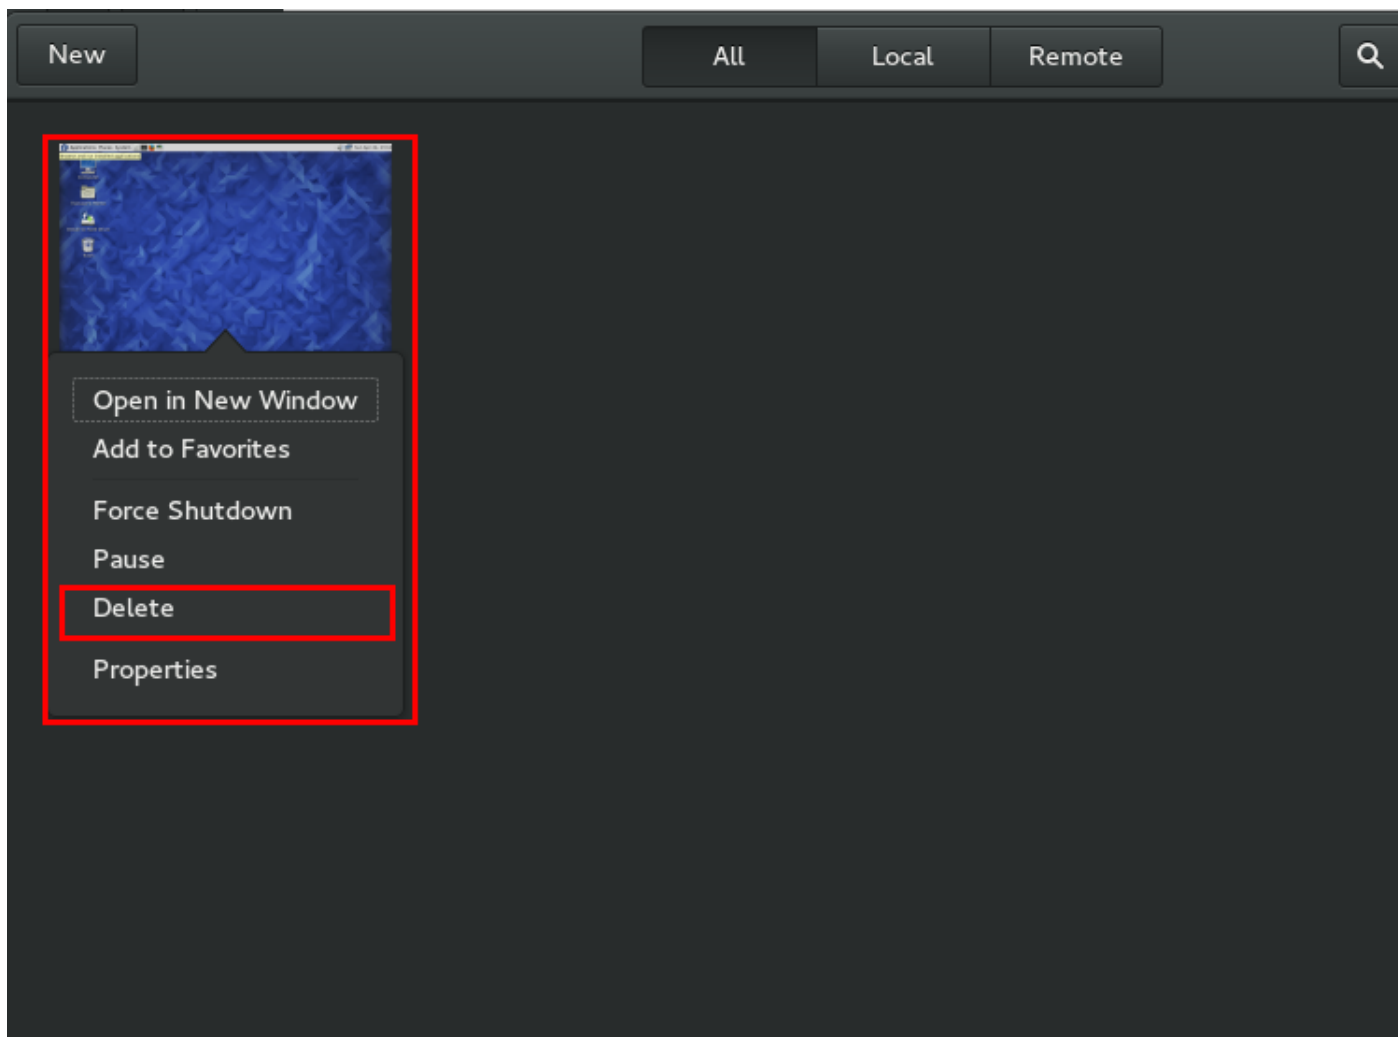 New
All
Local
Remote
Open in New Window
Add to Favorites
Force Shutdown
Pause
Delete
Properties